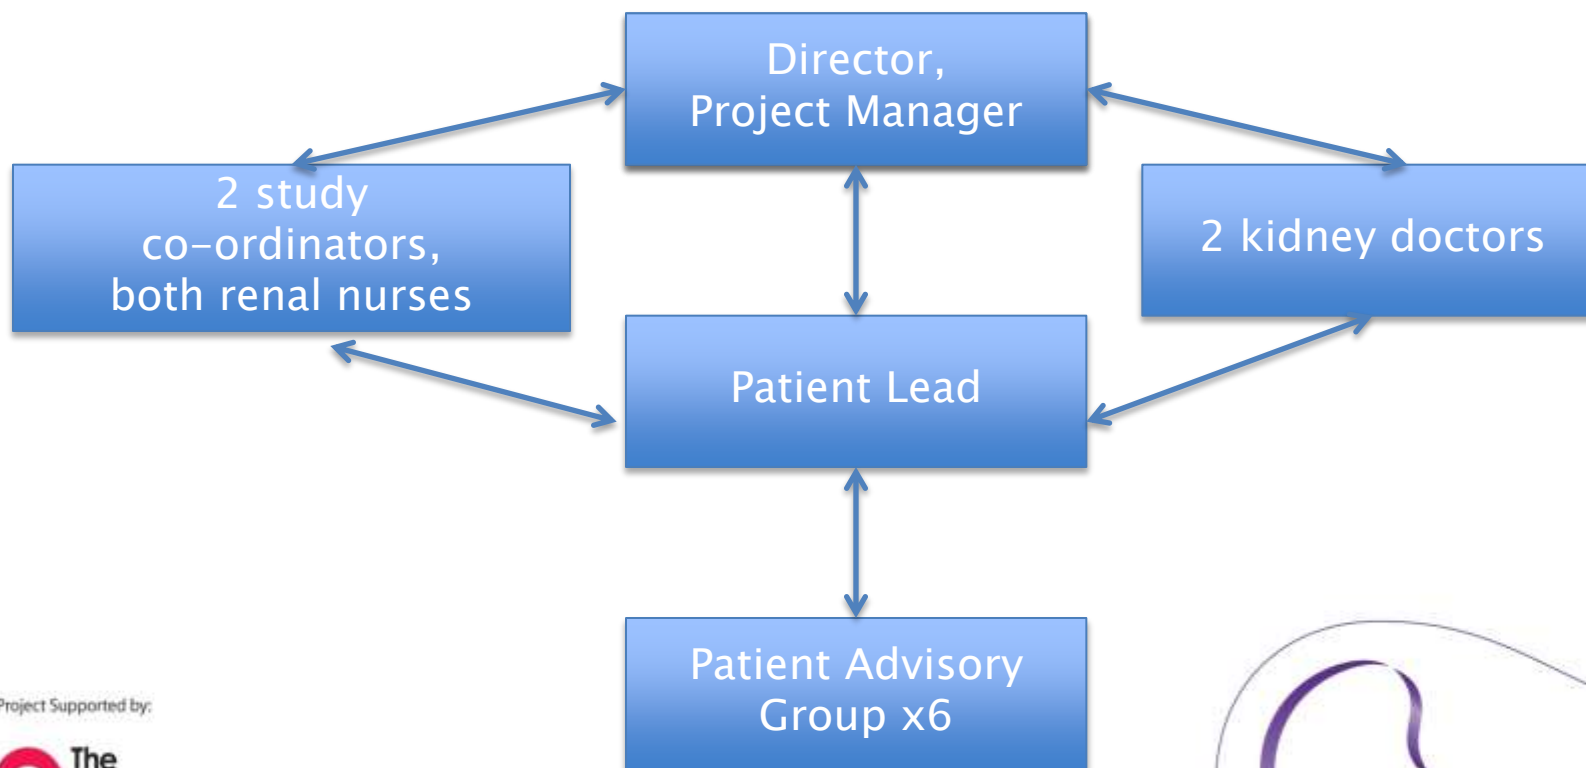 Director,
Project Manager
2 study
co-ordinators,
both renal nurses
2 kidney doctors
Patient Lead
Patient Advisory
Group x6
Project Supported by:
The